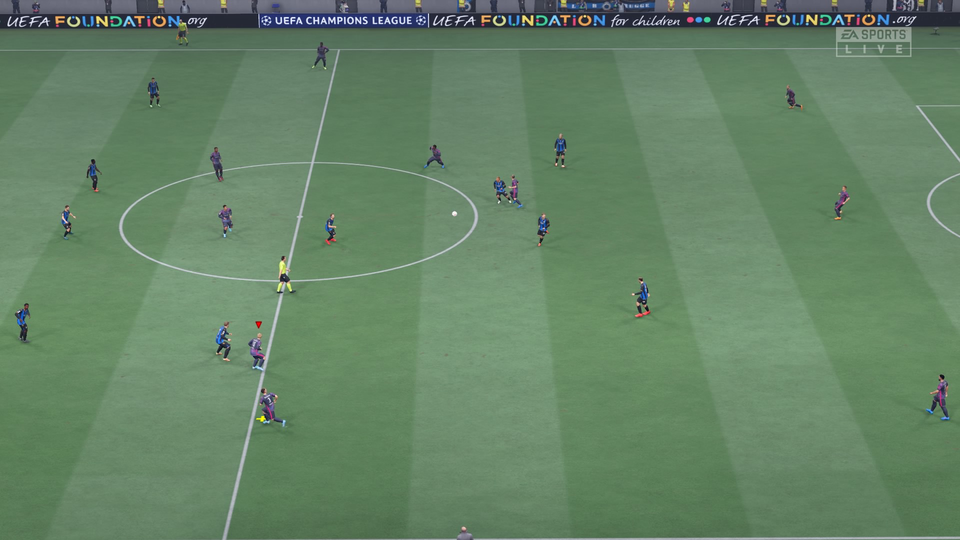 UEFA FOUNDATION.org
UEFA CHAMPIONS LEAGUE
UEFA FOUNDATION for children
UEFA FOUNDATION.org
EA SPORTS
LIVE